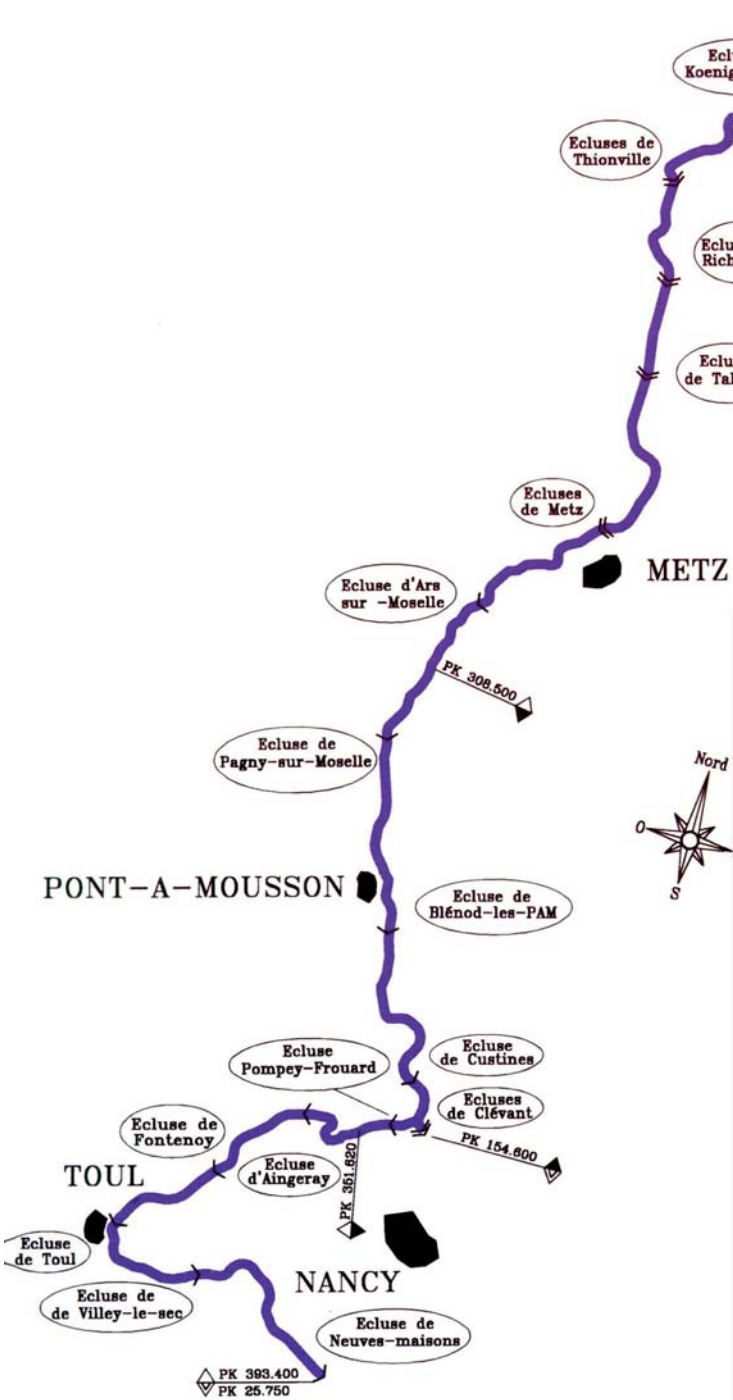 Ecluses de
Thionville
Ecluses
de Metz
METZ
Ecluse d'Ars
sur -Moselle
PK 308.500
Ecluse de
Pagny-sur-Moselle
Nord
O
S
PONT-A-MOUSSON
Ecluse de
Blénod-les-PAM
Ecluse
Pompey-Frouard
Ecluse
de Custines
Ecluses
de Clévant
PK 154.600
Ecluse de
Fontenoy
Ecluse
d'Aingeray
PK 351.820
TOUL
Ecluse
de Toul
NANCY
Ecluse de
de Villey-le-sec
Ecluse de
Neuves-maisons
PK 393.400
PK 25.750